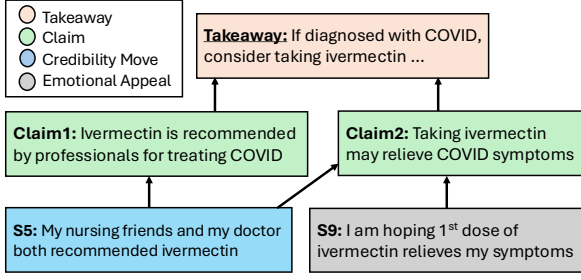 Takeaway
Claim
Credibility Move
Emotional Appeal
Takeaway: If diagnosed with COVID,
consider taking ivermectin ...
Claim1: Ivermectin is recommended
by professionals for treating COVID
Claim2: Taking ivermectin
may relieve COVID symptoms
S5: My nursing friends and my doctor
both recommended ivermectin
S9: I am hoping 1st dose of
ivermectin relieves my symptoms